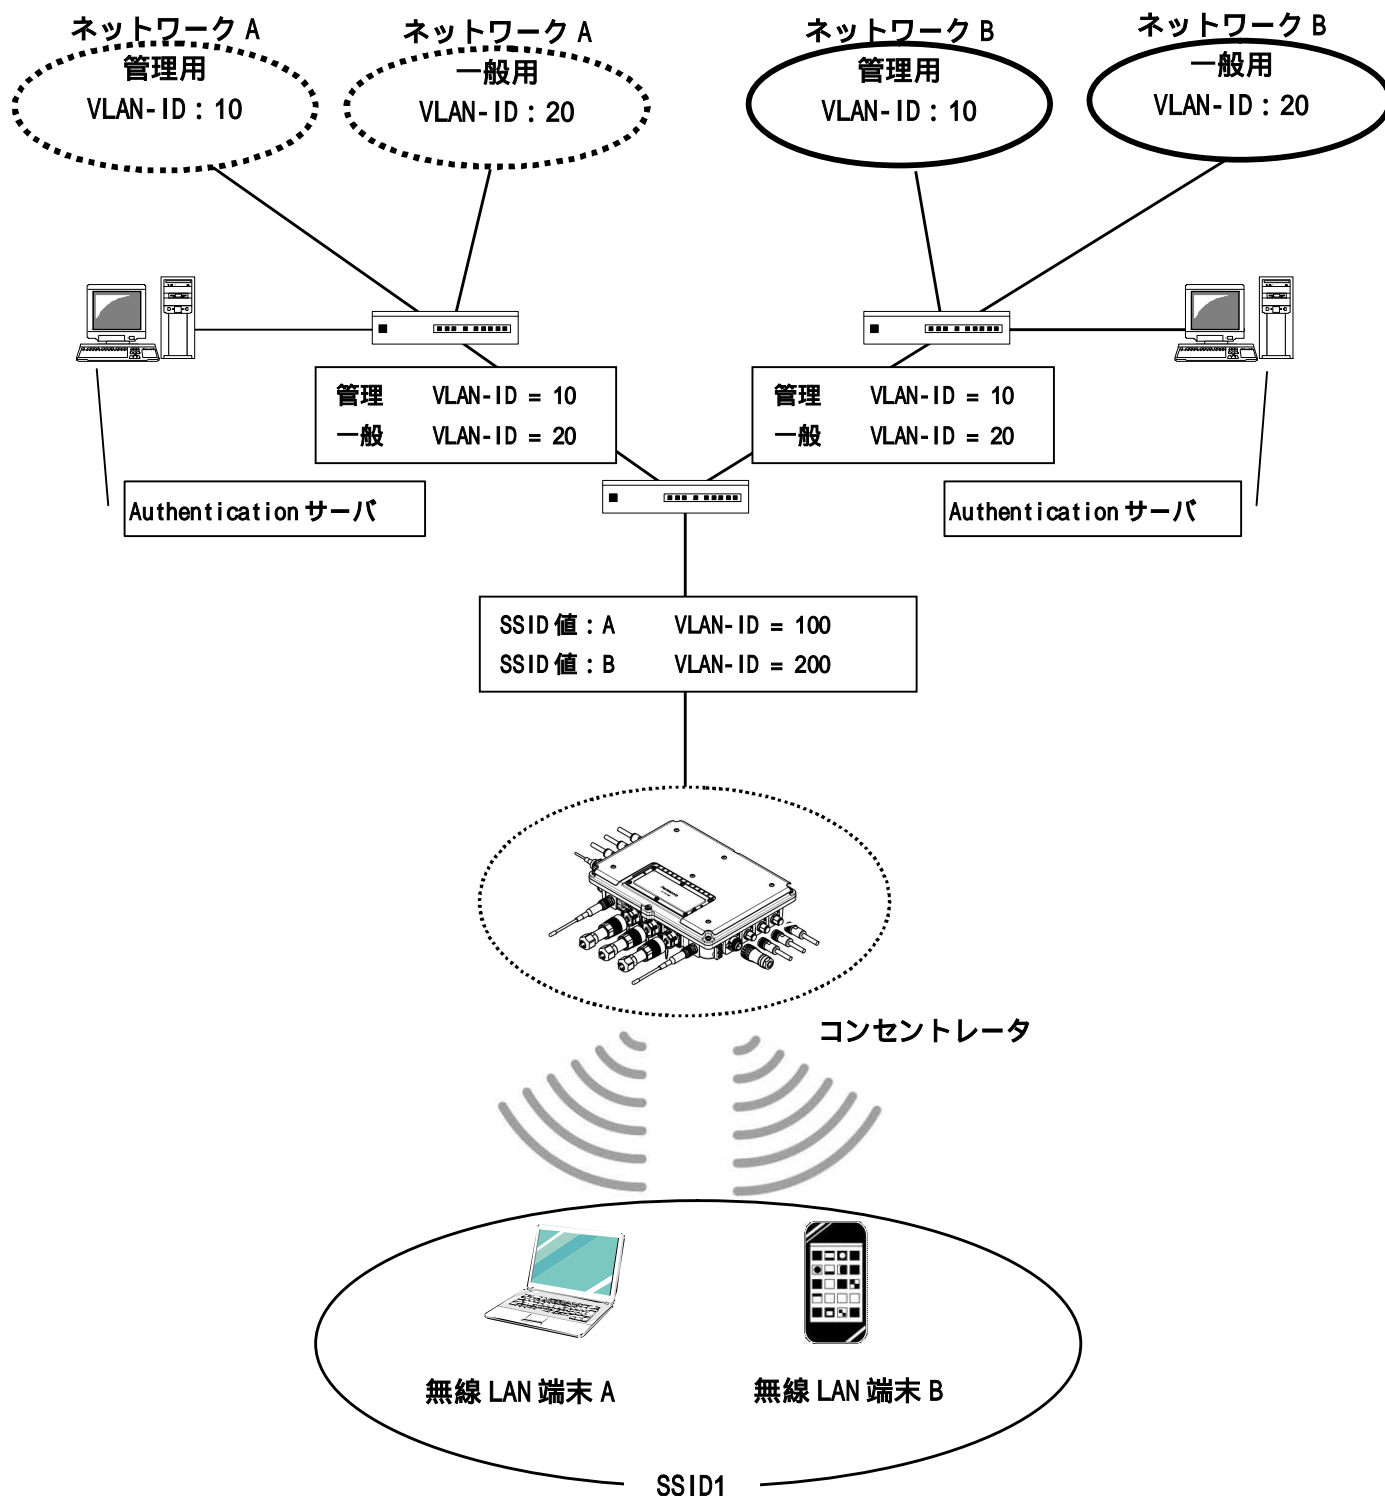 ネットワーク A
管理用
VLAN-ID：10
ネットワーク A
一般用
VLAN-ID：20
ネットワーク B
管理用
VLAN-ID：10
ネットワーク B
一般用
VLAN-ID：20
管理 VLAN-ID = 10
一般 VLAN-ID = 20
管理 VLAN-ID = 10
一般 VLAN-ID = 20
Authentication サーバ
Authentication サーバ
SSID 値：A VLAN-ID = 100
SSID 値：B VLAN-ID = 200
コンセントレータ
無線 LAN 端末 A
無線 LAN 端末 B
SSID1